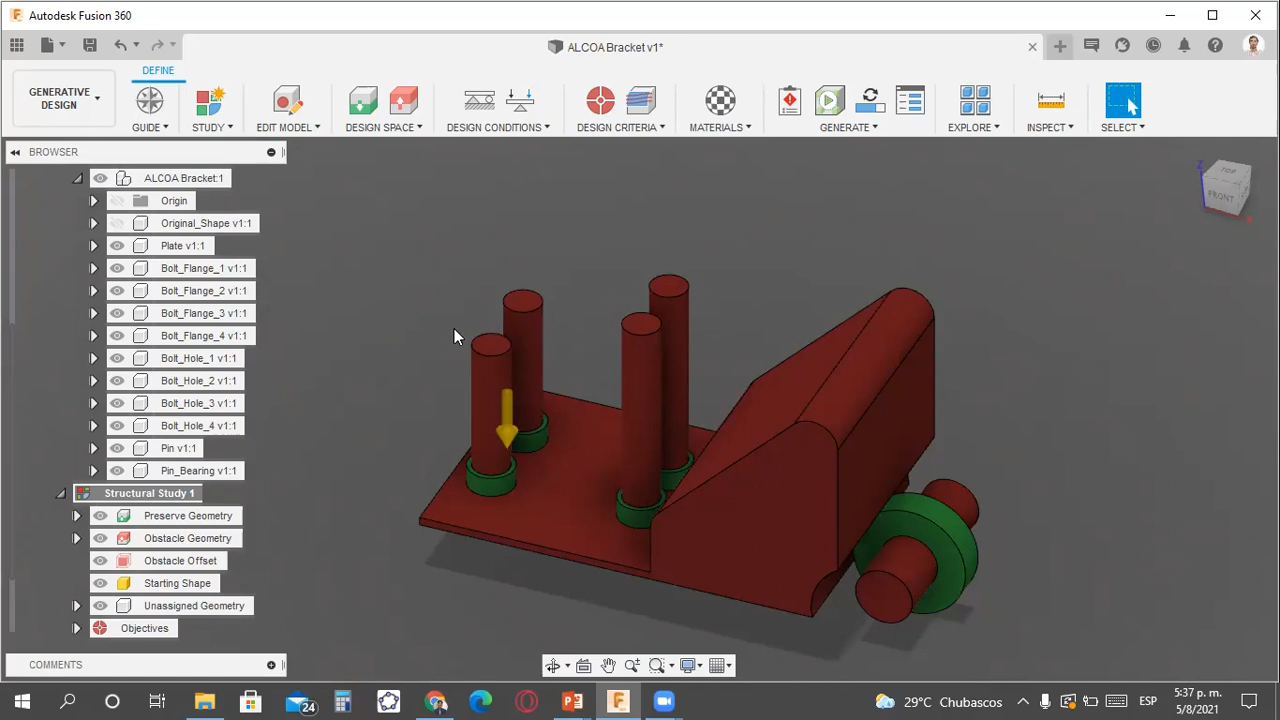 Autodesk Fusion 360
ALCOA Bracket v1*
DEFINE
GENERATIVE DESIGN
GUIDE
STUDY
EDIT MODEL
DESIGN SPACE
DESIGN CONDITIONS
DESIGN CRITERIA
MATERIALS
GENERATE
EXPLORE
INSPECT
SELECT
BROWSER
ALCOA Bracket:1
Origin
Original_Shape v1:1
Plate v1:1
Bolt_Flange_1 v1:1
Bolt_Flange_2 v1:1
Bolt_Flange_3 v1:1
Bolt_Flange_4 v1:1
Bolt_Hole_1 v1:1
Bolt_Hole_2 v1:1
Bolt_Hole_3 v1:1
Bolt_Hole_4 v1:1
Pin v1:1
Pin_Bearing v1:1
Structural Study 1
Preserve Geometry
Obstacle Geometry
Obstacle Offset
Starting Shape
Unassigned Geometry
Objectives
Z
TOP
FRONT
X
COMMENTS
24
29°C Chubascos
ESP
5:37 p. m.
5/8/2021